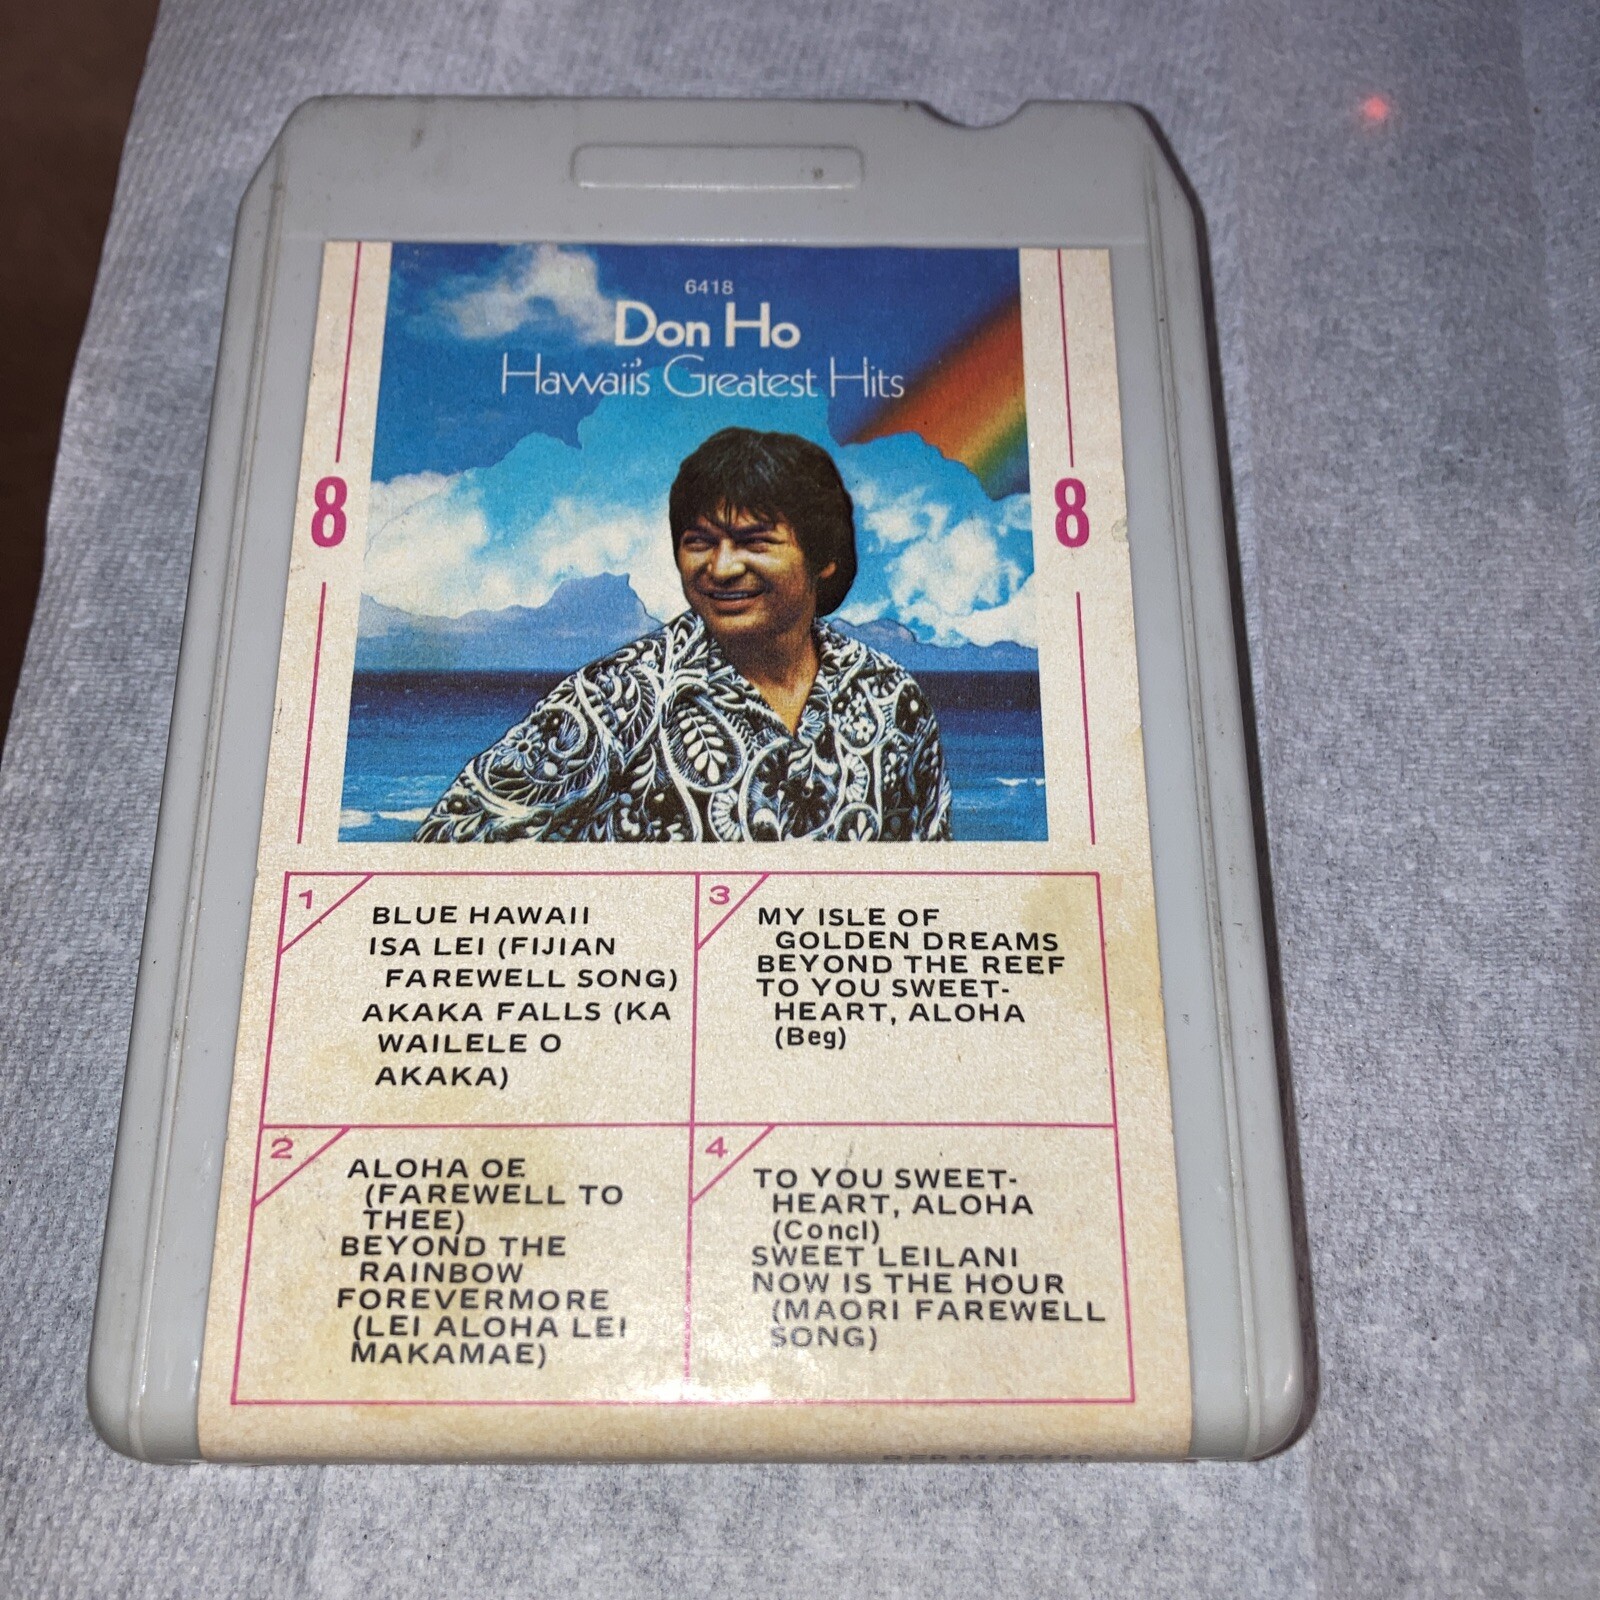 6418
Don Ho
Hawaii's Greatest Hits
8
8
1
BLUE HAWAII
ISA LEI (FIJIAN
FAREWELL SONG)
AKAKA FALLS (KA
WAILELE O
AKAKA)
2
ALOHA OE
(FAREWELL TO
THEE)
BEYOND THE
RAINBOW
FOREVERMORE
(LEI ALOHA LEI
MAKAMAE)
3
MY ISLE OF
GOLDEN DREAMS
BEYOND THE REEF
TO YOU SWEET-
HEART, ALOHA
(Beg)
4
TO YOU SWEET-
HEART, ALOHA
(Concl)
SWEET LEILANI
NOW IS THE HOUR
(MAORI FAREWELL
SONG)